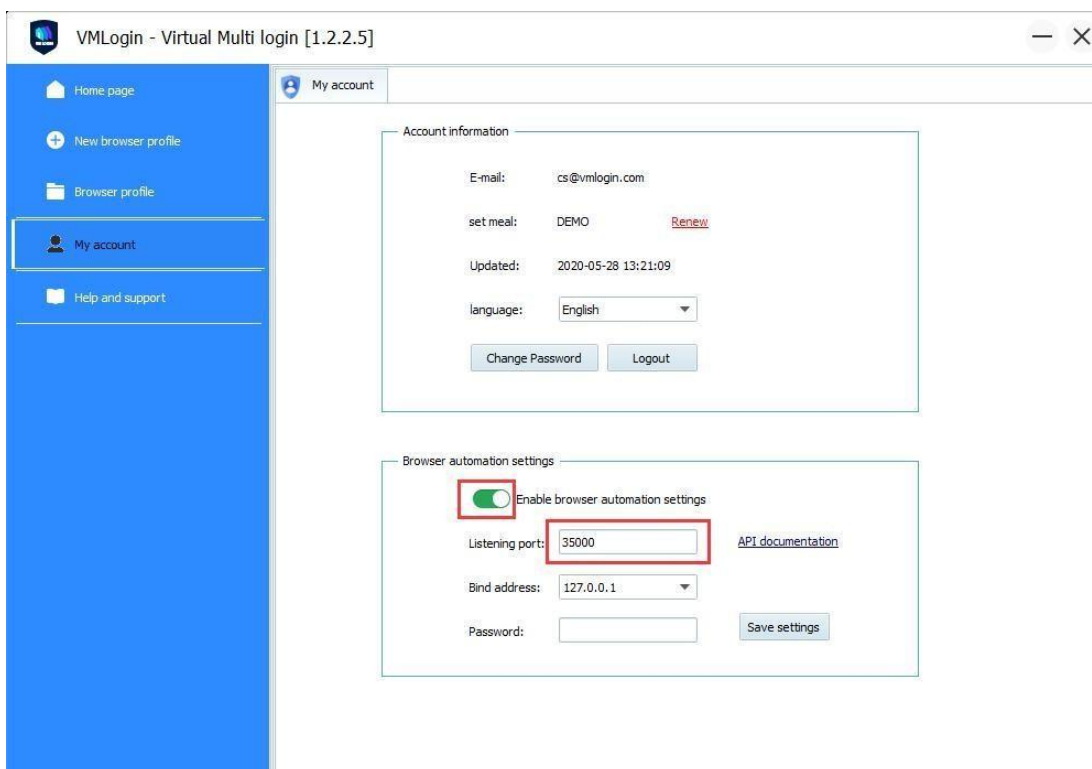 VMLogin - Virtual Multi login [1.2.2.5]
Home page
New browser profile
Browser profile
My account
Help and support
My account
Account information
E-mail: cs@vmlogin.com
set meal: DEMO Renew
Updated: 2020-05-28 13:21:09
language: English
Change Password Logout
Browser automation settings
Enable browser automation settings
Listening port: 35000 API documentation
Bind address: 127.0.0.1
Password: Save settings